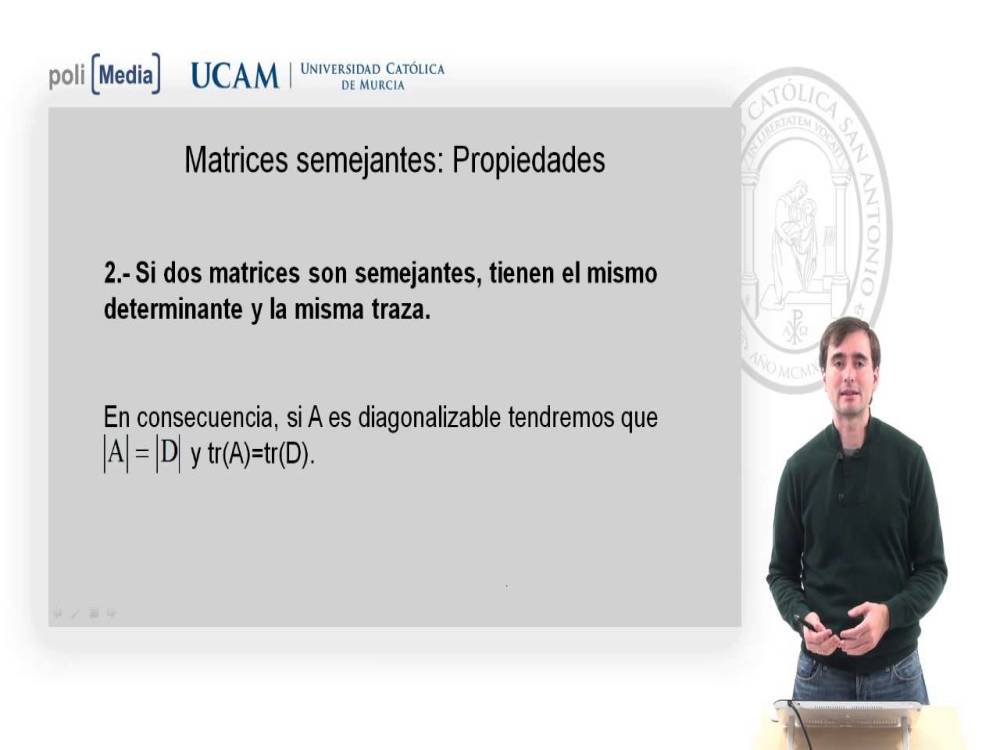 poli [Media]
UCAM | UNIVERSIDAD CATÓLICA
DE MURCIA
CATÓLICA SAN ANTONIO
IN LIBERTATEM VOCATI
AÑO MCMX
Matrices semejantes: Propiedades
2.- Si dos matrices son semejantes, tienen el mismo
determinante y la misma traza.
En consecuencia, si A es diagonalizable tendremos que
|A| = |D| y tr(A)=tr(D).